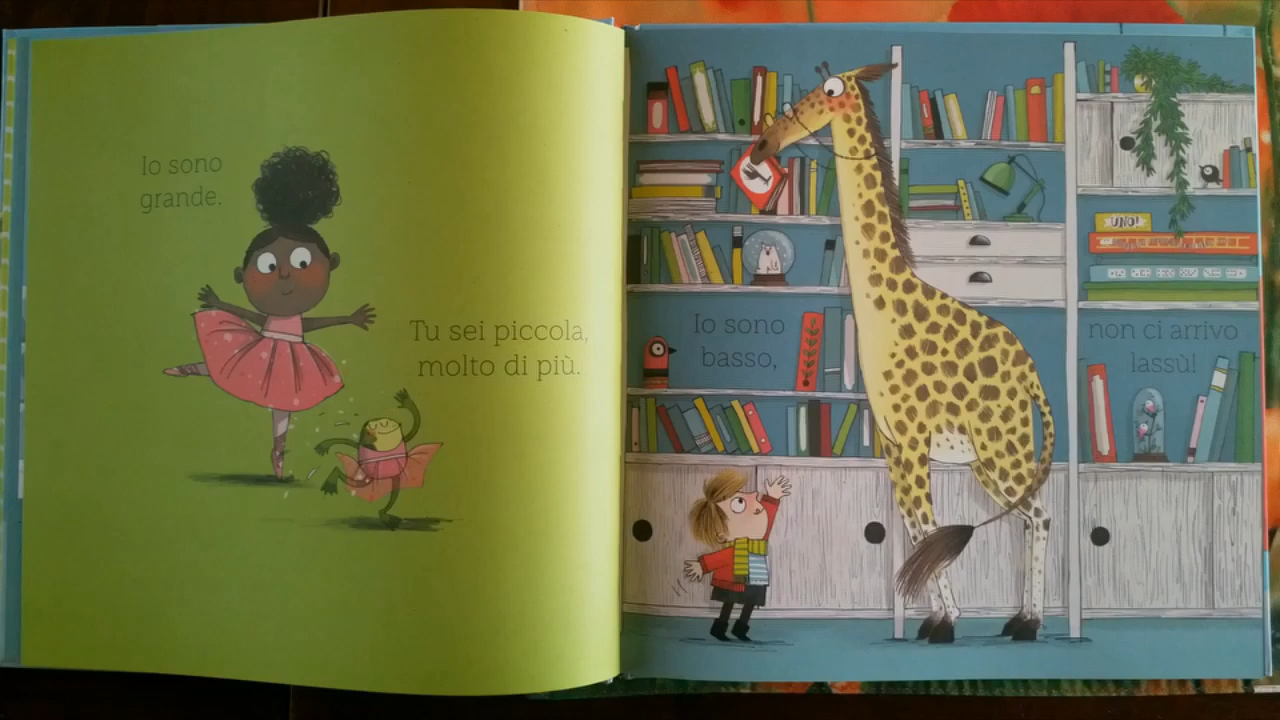 Io sono
grande.
Tu sei piccola,
molto di più.
Io sono
basso,
non ci arrivo
lassù!
UNO!